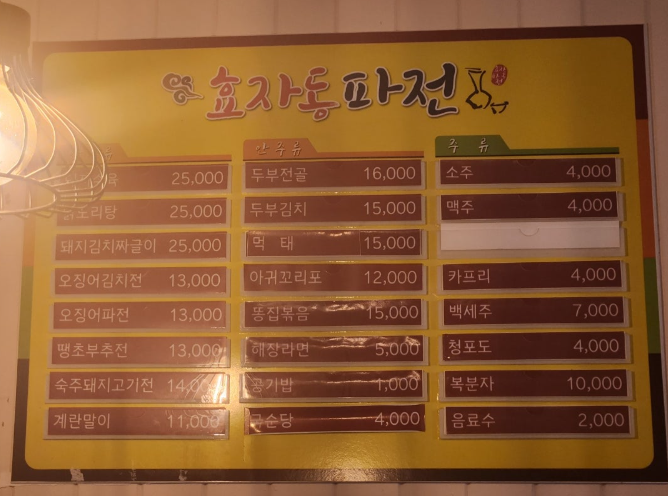 효자동파전
안주류
주 류
육 25,000
닭도리탕 25,000
돼지김치짜글이 25,000
오징어김치전 13,000
오징어파전 13,000
땡초부추전 13,000
숙주돼지고기전 14,000
계란말이 11,000
두부전골 16,000
두부김치 15,000
먹 태 15,000
아귀꼬리포 12,000
똥집볶음 15,000
해장라면 5,000
공기밥 1,000
국순당 4,000
소주 4,000
맥주 4,000
카프리 4,000
백세주 7,000
청포도 4,000
복분자 10,000
음료수 2,000